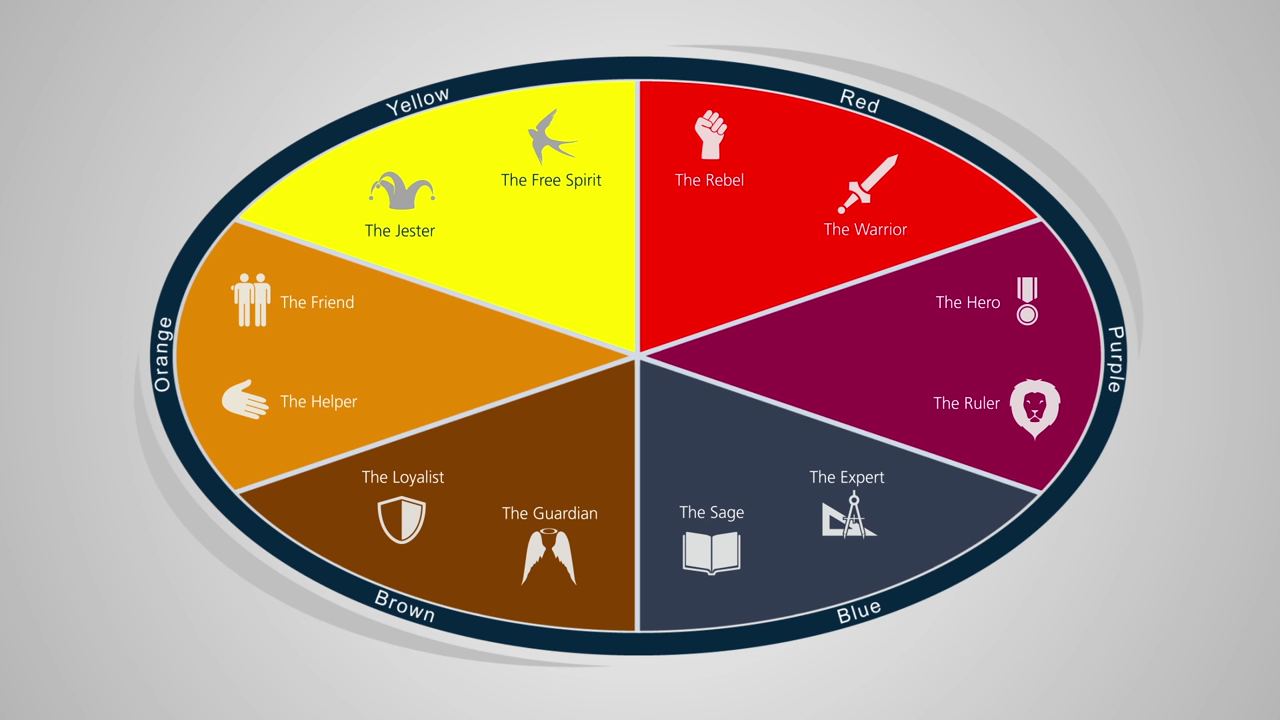 Yellow
Red
The Free Spirit
The Rebel
The Jester
The Warrior
The Friend
The Hero
Orange
Purple
The Helper
The Ruler
The Loyalist
The Expert
The Guardian
The Sage
Brown
Blue